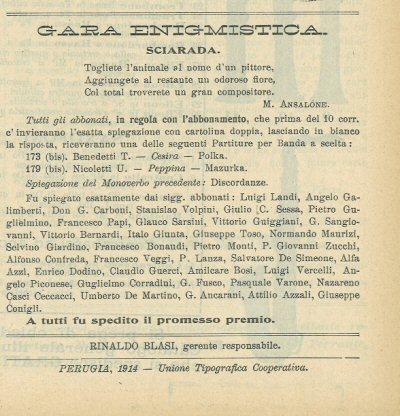 GARA ENIGMISTICA.
SCIARADA.
Togliete l'animale al nome d'un pittore,
Aggiungete al restante un odoroso fiore,
Col total troverete un gran compositore.
M. ANSALONE.
Tutti gli abbonati, in regola con l'abbonamento, che prima del 10 corr.
c'invieranno l'esatta spiegazione con cartolina doppia, lasciando in bianco
la risposta, riceveranno una delle seguenti Partiture per Banda a scelta :
173 (bis). Benedetti T. — Cesira — Polka.
179 (bis). Nicoletti U. — Peppina — Mazurka.
Spiegazione del Monoverbo precedente : Discordanze.
Fu spiegato esattamente dai sigg. abbonati : Luigi Landi, Angelo Ga-
limberti, Don G. Carboni, Stanislao Volpini, Giulio C. Sessa, Pietro Gu-
glielmino, Francesco Papi, Glauco Sarsini, Vittorio Guiggiani, G. Sangio-
vanni, Vittorio Bernardi, Italo Giunta, Giuseppe Toso, Normando Maurizi,
Selvino Giardino, Francesco Bonandi, Pietro Monti, P. Giovanni Zucchi,
Alfonso Confreda, Francesco Veggi, P. Lanza, Salvatore De Simeone, Alfa
Azzi, Enrico Dodino, Claudio Guerci, Amilcare Bosi, Luigi Vercelli, An-
gelo Piconese, Guglielmo Corradini, G. Fusco, Pasquale Varone, Nazareno
Casci Ceccacci, Umberto De Martino, G. Ancarani, Attilio Azzali, Giuseppe
Conigli.
A tutti fu spedito il promesso premio.
RINALDO BLASI, gerente responsabile.
PERUGIA, 1914 — Unione Tipografica Cooperativa.